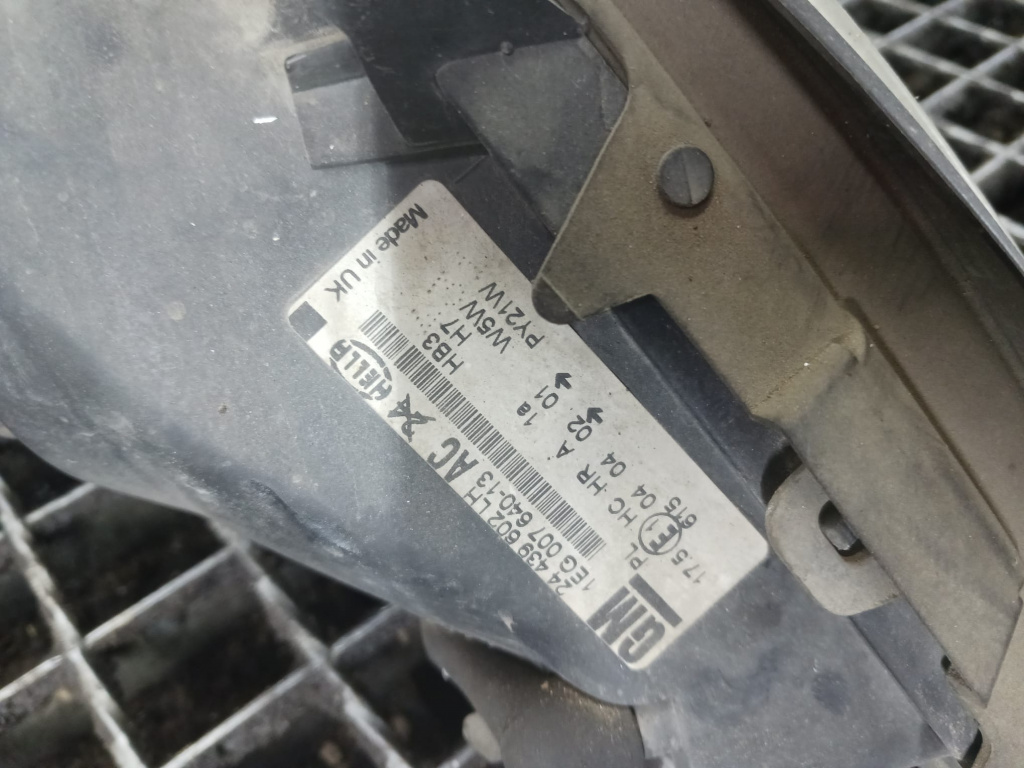 GM
24 439 602 LH AC
1EG 007 640-13
HELLA
PL E1 HC-HR A 1a
17.5 615 04 04 02 01
HB3
H7
W5W
PY21W
Made in UK